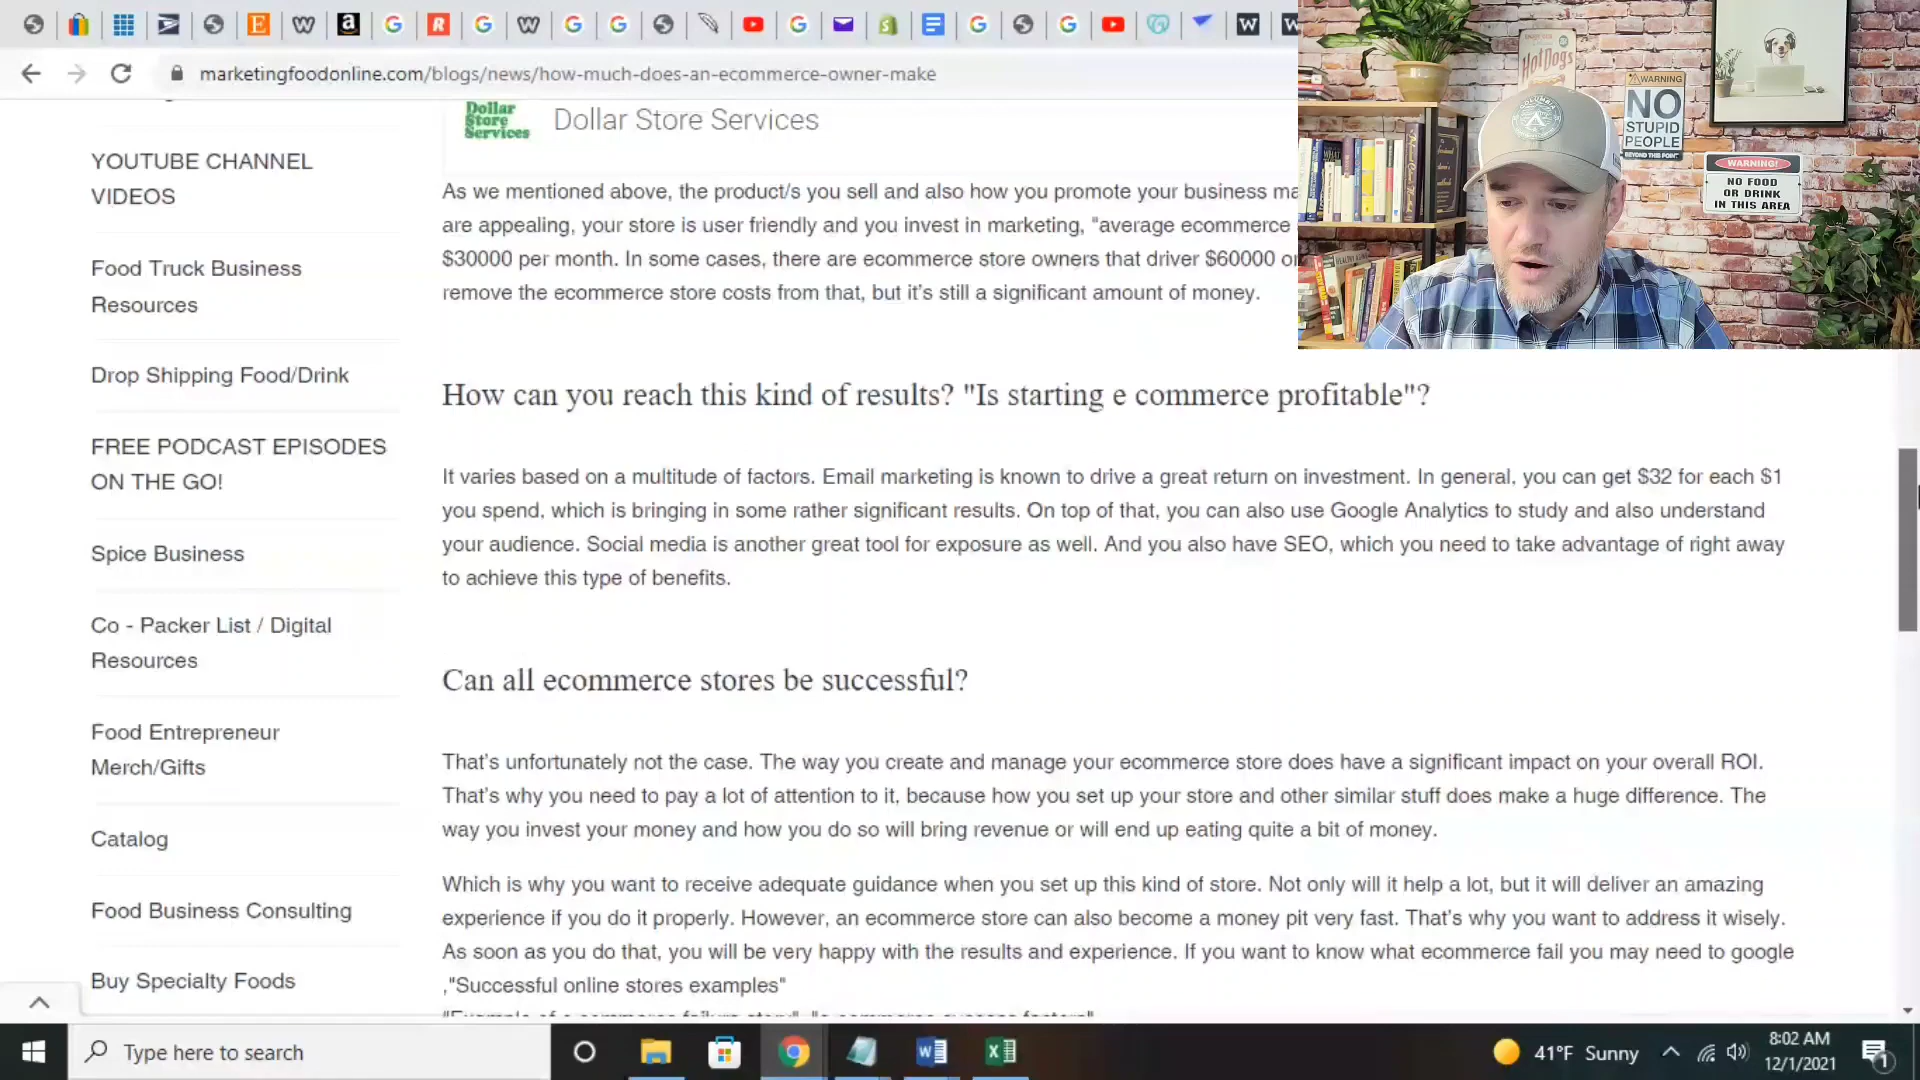 marketingfoodonline.com/blogs/news/how-much-does-an-ecommerce-owner-make
HOT DOGS
WARNING
NO
STUPID
PEOPLE
BEYOND THIS POINT
WARNING!
NO FOOD
OR DRINK
IN THIS AREA
COLUMBIA
YOUTUBE CHANNEL
VIDEOS
Food Truck Business
Resources
Drop Shipping Food/Drink
FREE PODCAST EPISODES
ON THE GO!
Spice Business
Co - Packer List / Digital
Resources
Food Entrepreneur
Merch/Gifts
Catalog
Food Business Consulting
Buy Specialty Foods
Dollar
Store
Services
Dollar Store Services
As we mentioned above, the product/s you sell and also how you promote your business
are appealing, your store is user friendly and you invest in marketing, "average ecommerce
$30000 per month. In some cases, there are ecommerce store owners that driver $60000
remove the ecommerce store costs from that, but it's still a significant amount of money.
How can you reach this kind of results? "Is starting e commerce profitable"?
It varies based on a multitude of factors. Email marketing is known to drive a great return on investment. In general, you can get $32 for each $1
you spend, which is bringing in some rather significant results. On top of that, you can also use Google Analytics to study and also understand
your audience. Social media is another great tool for exposure as well. And you also have SEO, which you need to take advantage of right away
to achieve this type of benefits.
Can all ecommerce stores be successful?
That's unfortunately not the case. The way you create and manage your ecommerce store does have a significant impact on your overall ROI.
That's why you need to pay a lot of attention to it, because how you set up your store and other similar stuff does make a huge difference. The
way you invest your money and how you do so will bring revenue or will end up eating quite a bit of money.
Which is why you want to receive adequate guidance when you set up this kind of store. Not only will it help a lot, but it will deliver an amazing
experience if you do it properly. However, an ecommerce store can also become a money pit very fast. That's why you want to address it wisely.
As soon as you do that, you will be very happy with the results and experience. If you want to know what ecommerce fail you may need to google
,"Successful online stores examples"
Type here to search
41°F Sunny
8:02 AM
12/1/2021
1